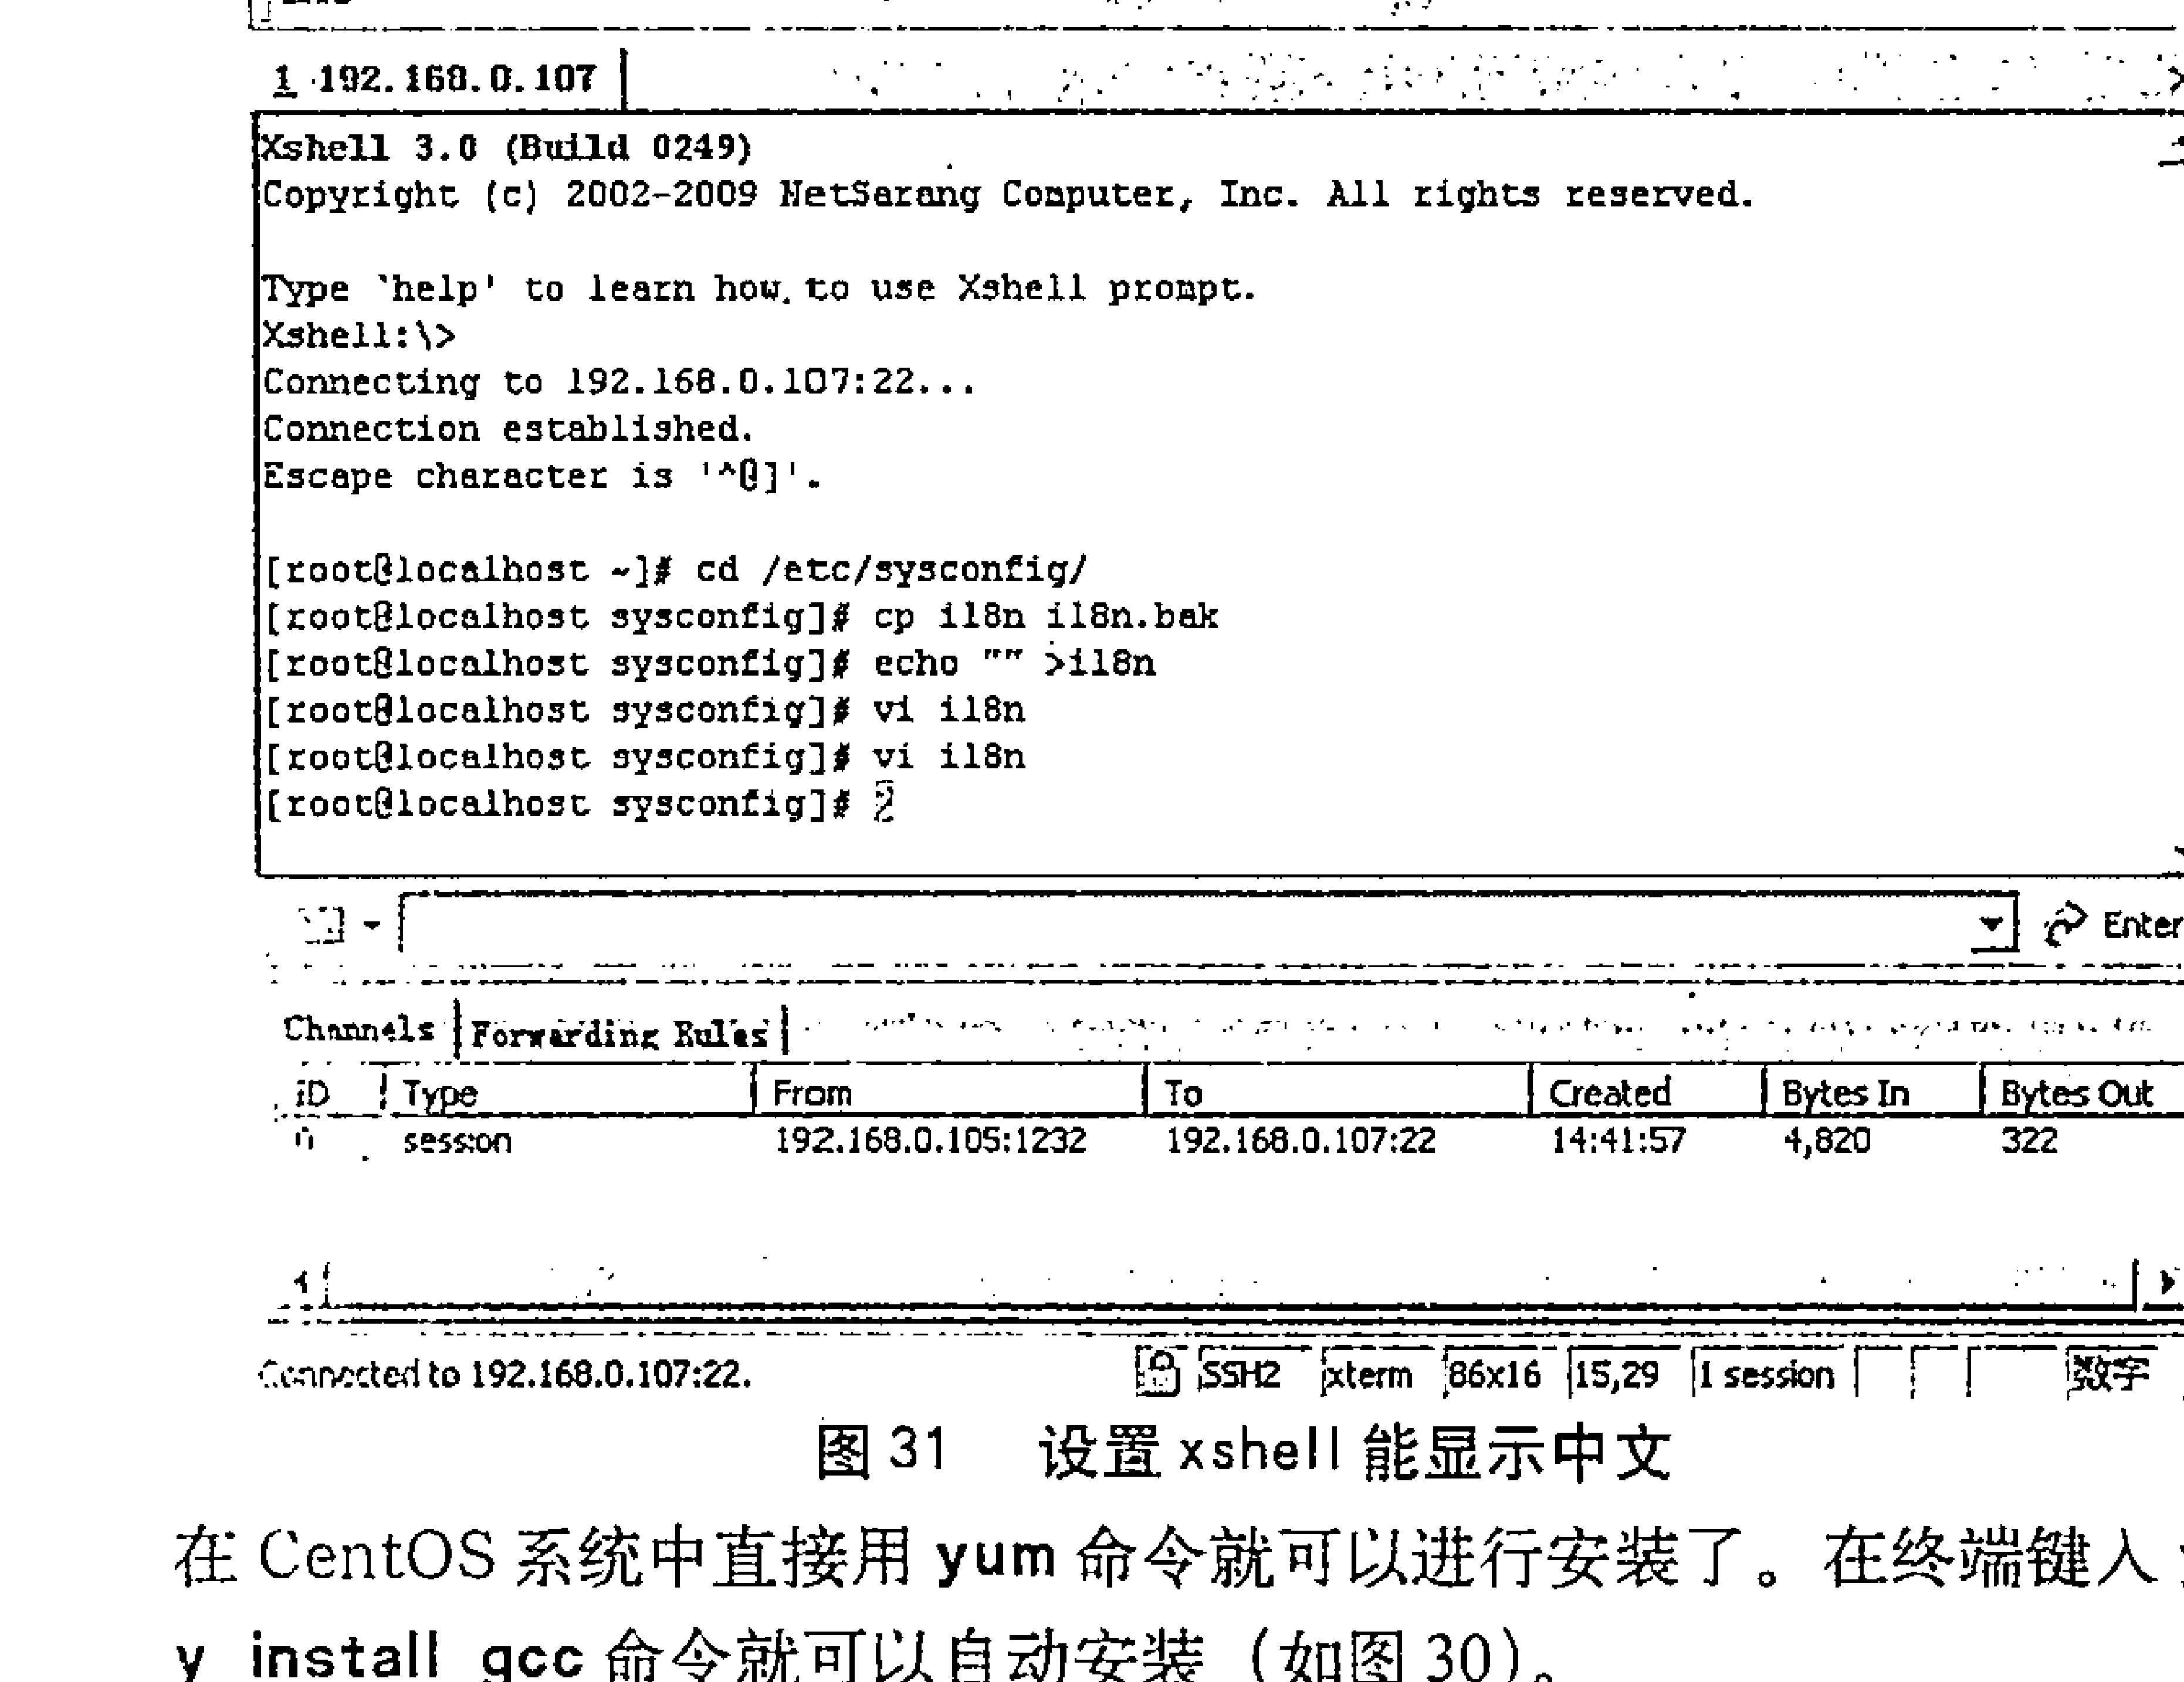 1 192.168.0.107
Xshell 3.0 (Build 0249)
Copyright (c) 2002-2009 NetSarang Computer, Inc. All rights reserved.
Type `help' to learn how to use Xshell prompt.
Xshell:\>
Connecting to 192.168.0.107:22...
Connection established.
Escape character is '^@]'.
[root@localhost ~]# cd /etc/sysconfig/
[root@localhost sysconfig]# cp i18n i18n.bak
[root@localhost sysconfig]# echo "" >i18n
[root@localhost sysconfig]# vi i18n
[root@localhost sysconfig]# vi i18n
[root@localhost sysconfig]#
Enter
Channels Forwarding Rules
ID Type From To Created Bytes In Bytes Out
0 session 192.168.0.105:1232 192.168.0.107:22 14:41:57 4,820 322
Connected to 192.168.0.107:22. SSH2 xterm 86x16 15,29 1 session 数字
图 31 设置 xshell 能显示中文
在 CentOS 系统中直接用 yum 命令就可以进行安装了。在终端键入
y install gcc 命令就可以自动安装（如图 30）。